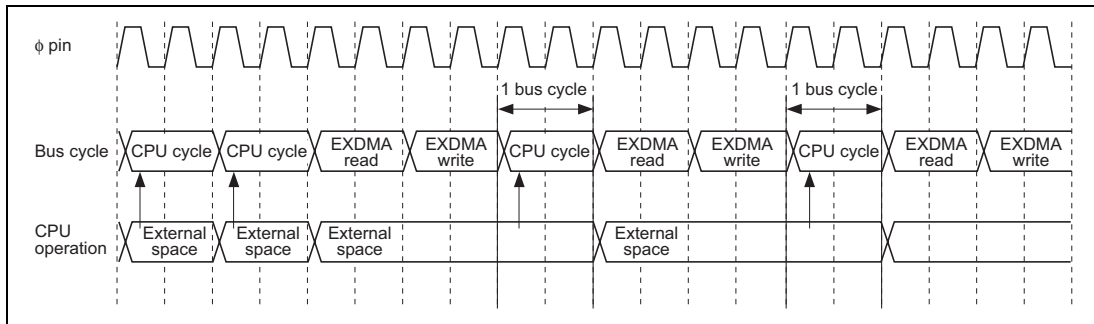 φ pin
1 bus cycle 1 bus cycle
Bus cycle
CPU cycle CPU cycle EXDMA read EXDMA write CPU cycle EXDMA read EXDMA write CPU cycle EXDMA read EXDMA write
CPU operation
External space External space External space External space